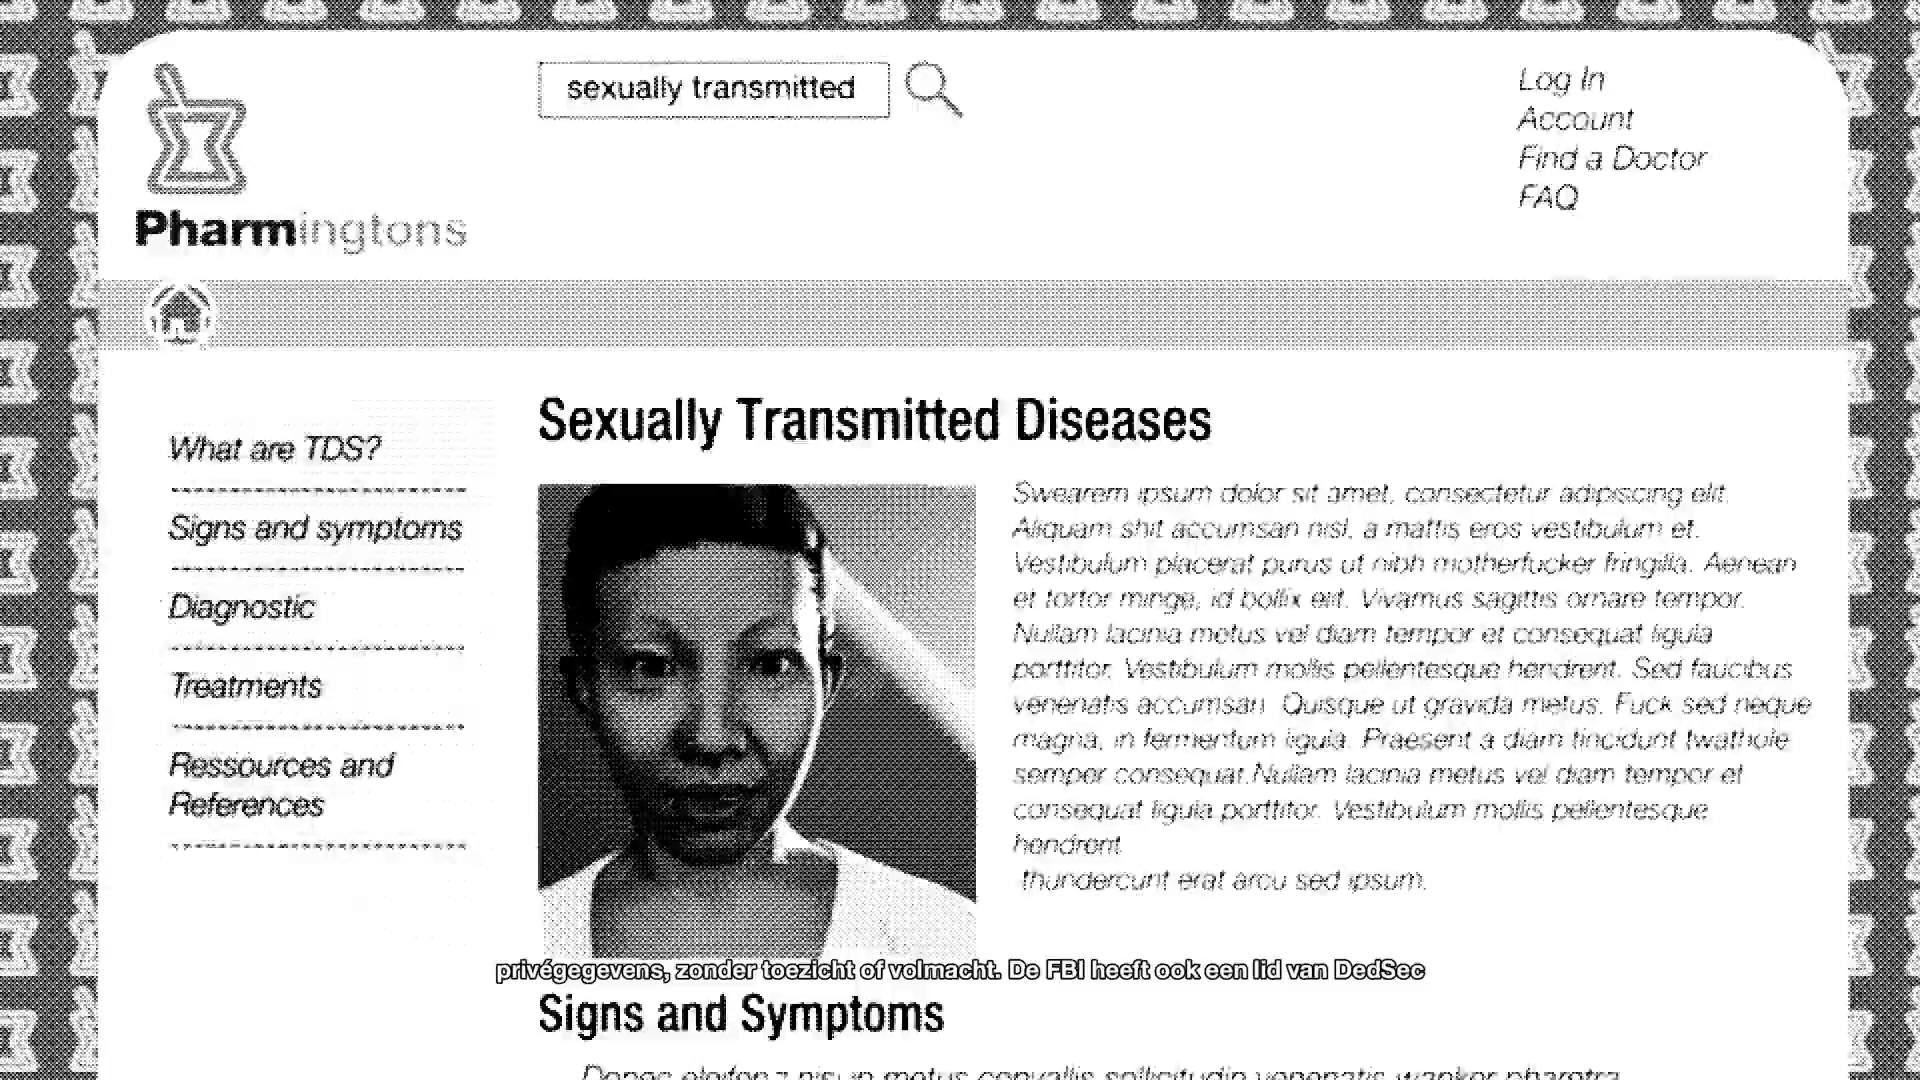 sexually transmitted
Log In
Account
Find a Doctor
FAQ
Pharmingtons
What are TDS?
Signs and symptoms
Diagnostic
Treatments
Ressources and
References
Sexually Transmitted Diseases
Swearem ipsum dolor sit amet, consectetur adipiscing elit.
Aliquam shit accumsan nisl, a mattis eros vestibulum et.
Vestibulum placerat purus ut nibh motherfucker fringilla. Aenean
et tortor minge, id bollix elit. Vivamus sagittis ornare tempor.
Nullam lacinia metus vel diam tempor et consequat ligula
porttitor. Vestibulum mollis pellentesque hendrerit. Sed faucibus
venenatis accumsan. Quisque ut gravida metus. Fuck sed neque
magna, in fermentum ligula. Praesent a diam tincidunt twathole
semper consequat.Nullam lacinia metus vel diam tempor et
consequat ligula porttitor. Vestibulum mollis pellentesque
hendrerit
thundercunt erat arcu sed ipsum.
privégegevens, zonder toezicht of volmacht. De FBI heeft ook een lid van DedSec
Signs and Symptoms
metus convallis sollicitudin venenatis wanker pharetra